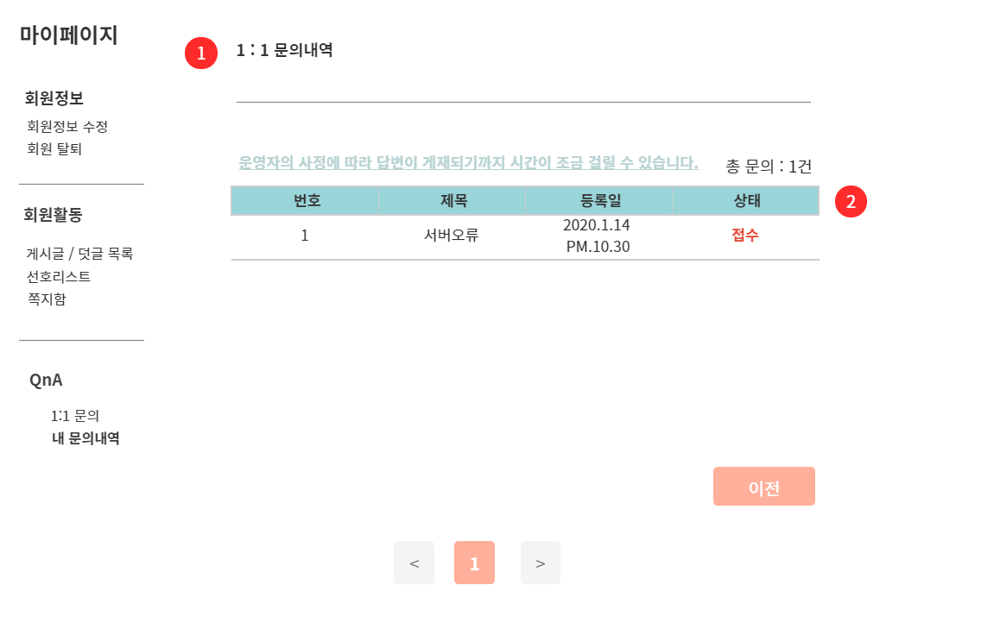 마이페이지
회원정보
회원정보 수정
회원 탈퇴
회원활동
게시글 / 덧글 목록
선호리스트
쪽지함
QnA
1:1 문의
내 문의내역
1
1 : 1 문의내역
운영자의 사정에 따라 답변이 게재되기까지 시간이 조금 걸릴 수 있습니다.
총 문의 : 1건
번호 제목 등록일 상태
2
1 서버오류 2020.1.14 PM.10.30 접수
이전
< 1 >